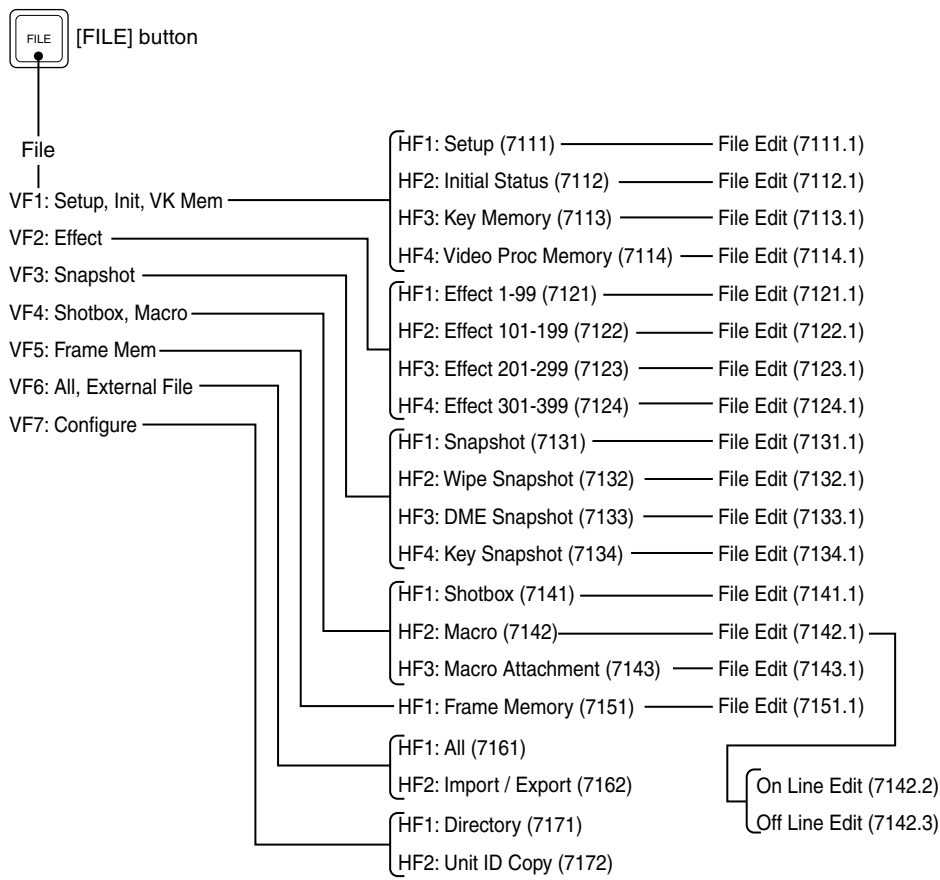 FILE [FILE] button
File
VF1: Setup, Init, VK Mem
VF2: Effect
VF3: Snapshot
VF4: Shotbox, Macro
VF5: Frame Mem
VF6: All, External File
VF7: Configure
HF1: Setup (7111) File Edit (7111.1)
HF2: Initial Status (7112) File Edit (7112.1)
HF3: Key Memory (7113) File Edit (7113.1)
HF4: Video Proc Memory (7114) File Edit (7114.1)
HF1: Effect 1-99 (7121) File Edit (7121.1)
HF2: Effect 101-199 (7122) File Edit (7122.1)
HF3: Effect 201-299 (7123) File Edit (7123.1)
HF4: Effect 301-399 (7124) File Edit (7124.1)
HF1: Snapshot (7131) File Edit (7131.1)
HF2: Wipe Snapshot (7132) File Edit (7132.1)
HF3: DME Snapshot (7133) File Edit (7133.1)
HF4: Key Snapshot (7134) File Edit (7134.1)
HF1: Shotbox (7141) File Edit (7141.1)
HF2: Macro (7142) File Edit (7142.1)
HF3: Macro Attachment (7143) File Edit (7143.1)
HF1: Frame Memory (7151) File Edit (7151.1)
HF1: All (7161)
HF2: Import / Export (7162)
On Line Edit (7142.2)
Off Line Edit (7142.3)
HF1: Directory (7171)
HF2: Unit ID Copy (7172)